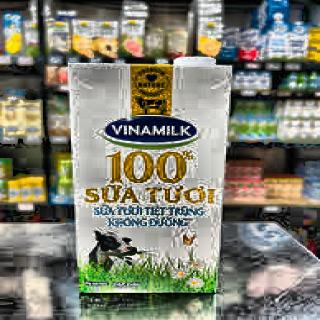 VINAMILK
100%
SỮA TƯƠI
SỮA TƯƠI TIỆT TRÙNG
KHÔNG ĐƯỜNG